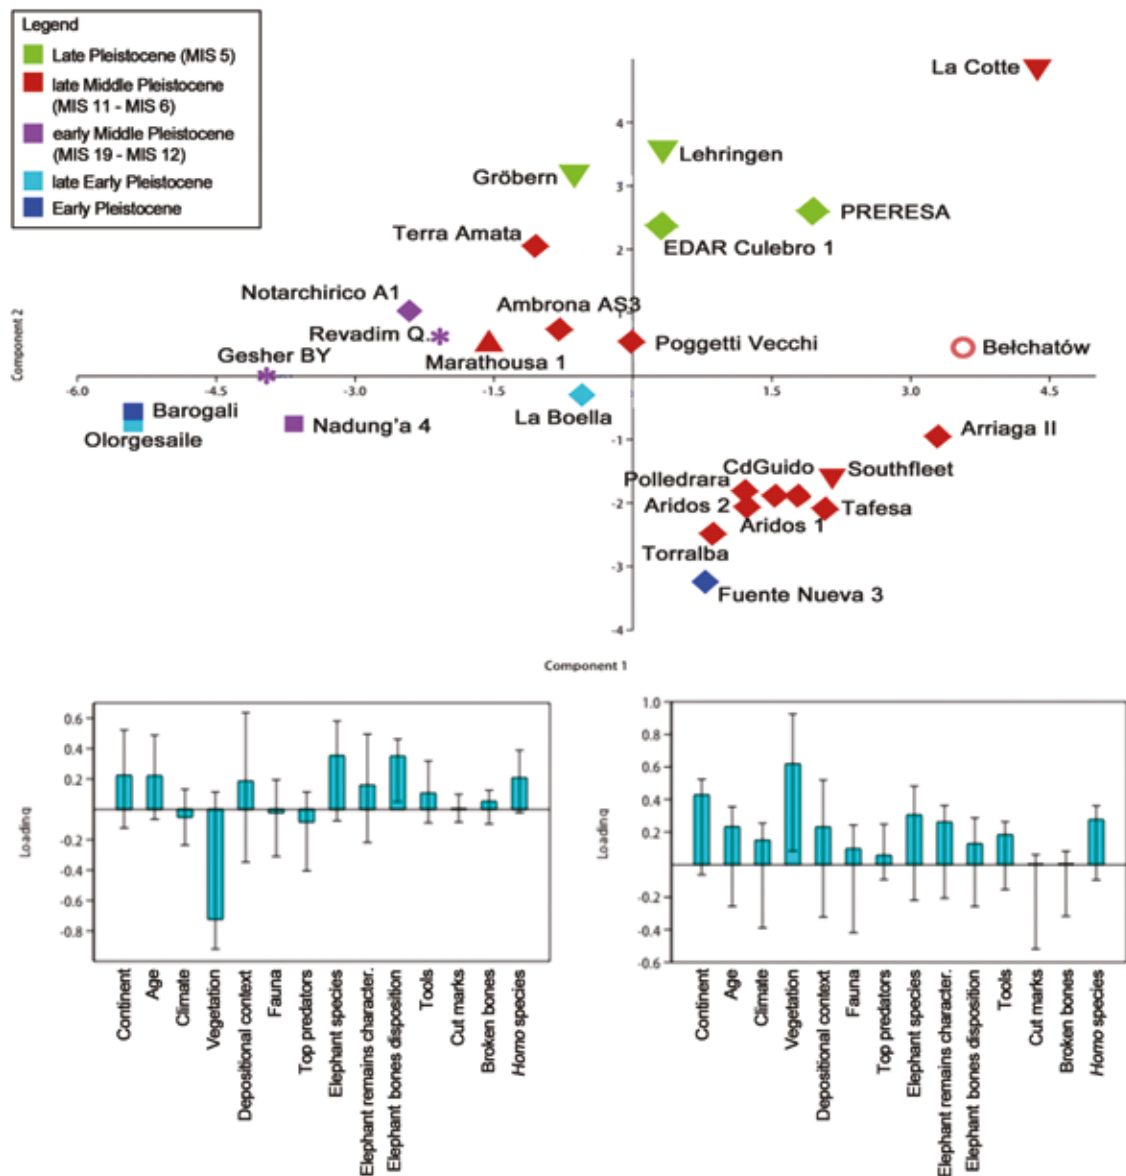 Legend
Late Pleistocene (MIS 5)
late Middle Pleistocene
(MIS 11 - MIS 6)
early Middle Pleistocene
(MIS 19 - MIS 12)
late Early Pleistocene
Early Pleistocene
La Cotte
4
Lehringen
Gröbern
3
PRERESA
Terra Amata
2
EDAR Culebro 1
Notarchirico A1
Ambrona AS3
1
Revadim Q.
Poggetti Vecchi
Bełchatów
Gesher BY
Marathousa 1
Component 2
-6.0
-4.5
-3.0
-1.5
1.5
3.0
4.5
Barogali
La Boella
Olorgesaile
Nadung'a 4
-1
Arriaga II
CdGuido
Southfleet
Polledrara
-2
Aridos 2
Tafesa
Aridos 1
Torralba
-3
Fuente Nueva 3
-4
Component 1
0.6
0.4
0.2
-0.2
-0.4
-0.6
-0.8
Loading
Continent
Age
Climate
Vegetation
Depositional context
Fauna
Top predators
Elephant species
Elephant remains character.
Elephant bones disposition
Tools
Cut marks
Broken bones
Homo species
1.0
0.8
0.6
0.4
0.2
-0.2
-0.4
-0.6
Loading
Continent
Age
Climate
Vegetation
Depositional context
Fauna
Top predators
Elephant species
Elephant remains character.
Elephant bones disposition
Tools
Cut marks
Broken bones
Homo species